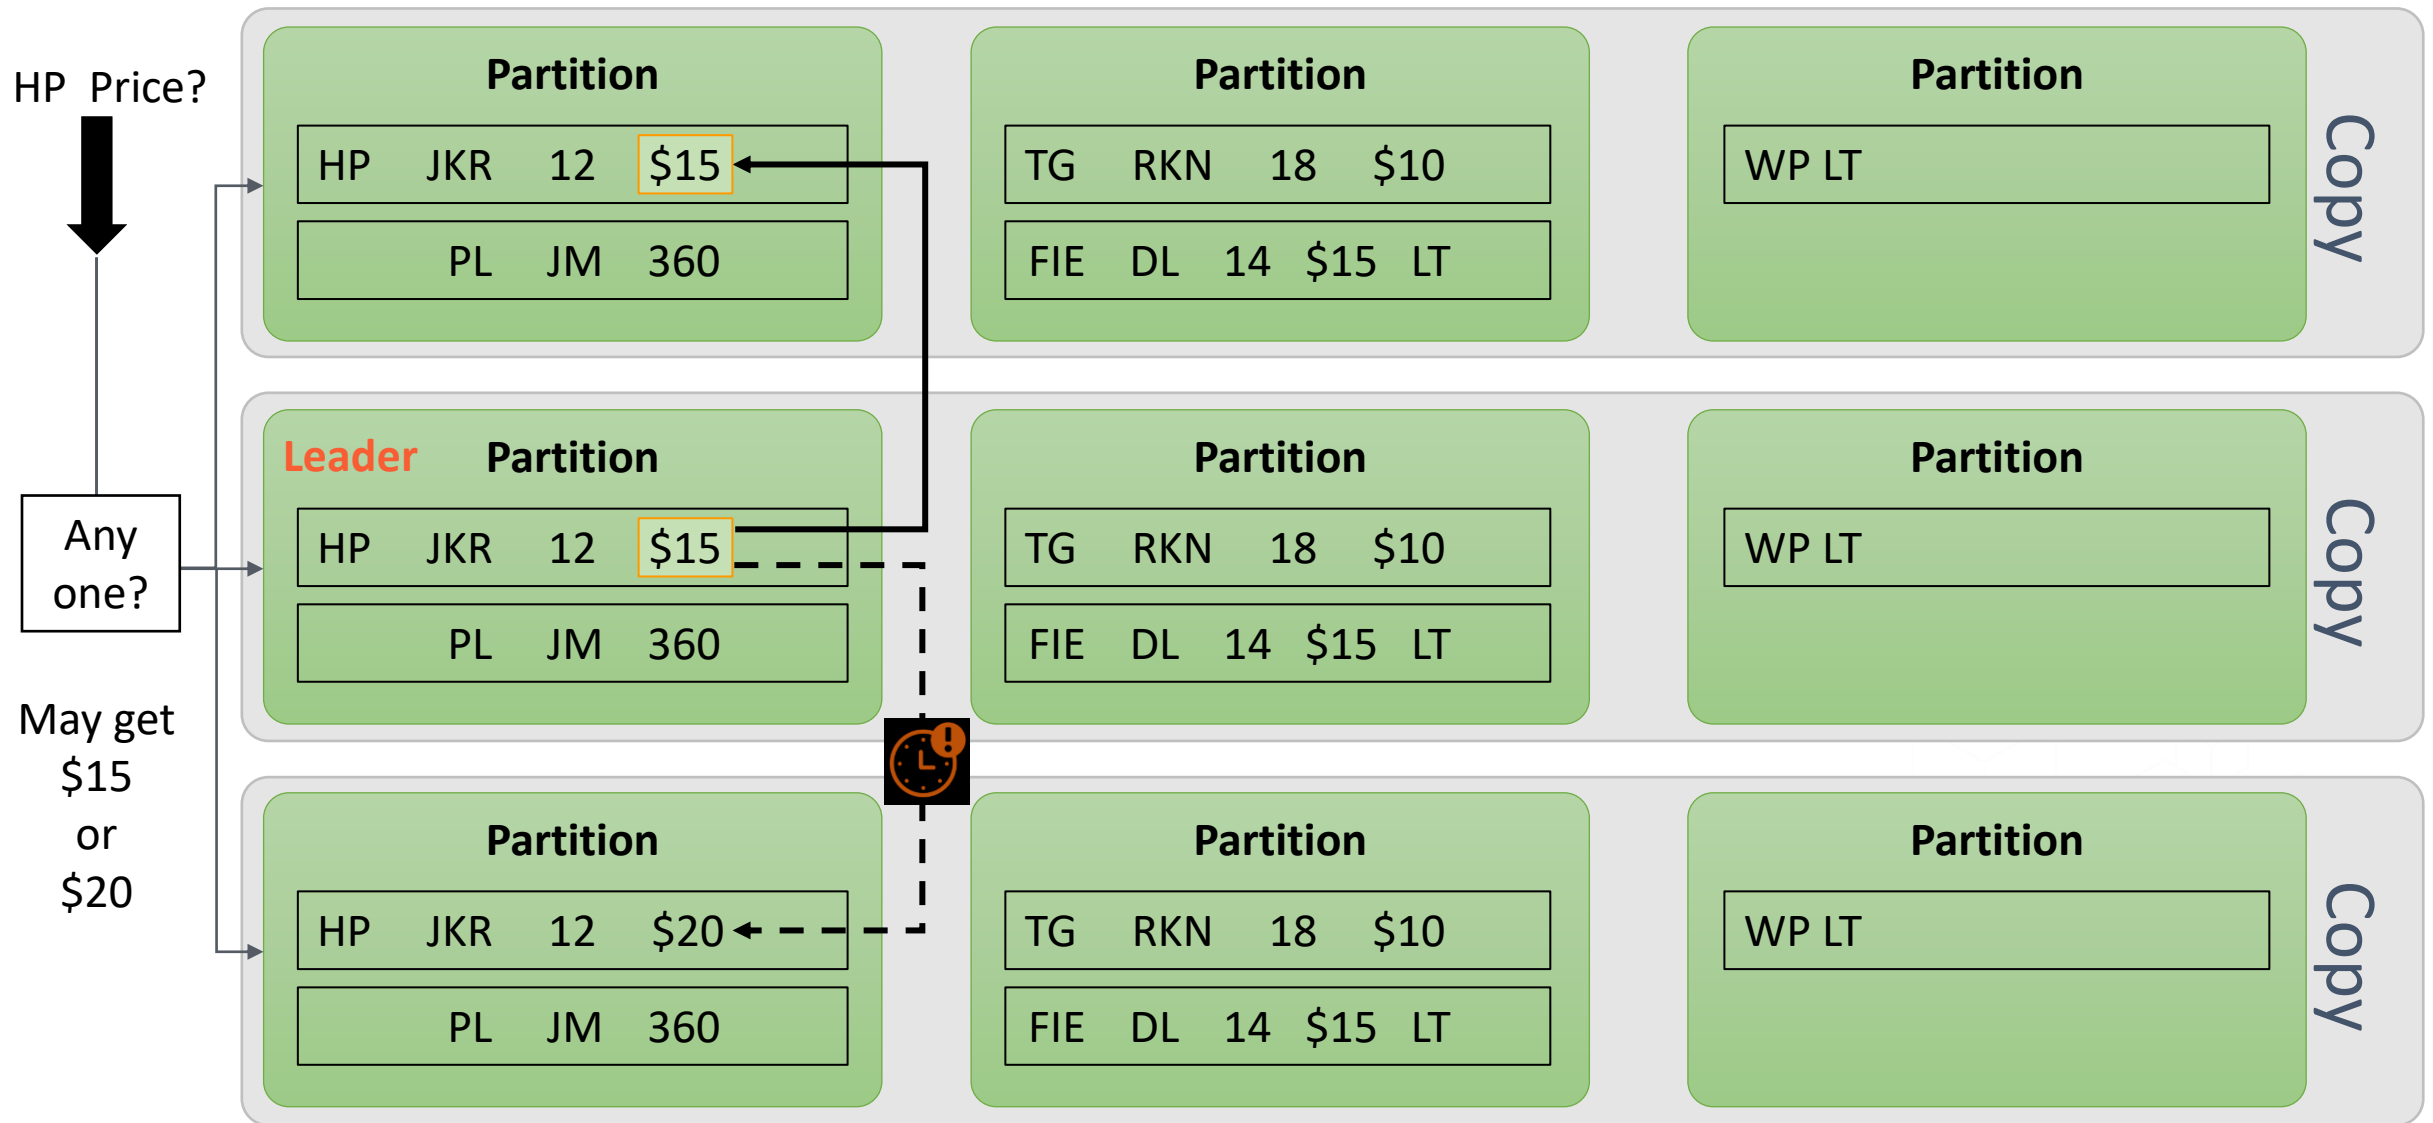 HP Price?
Any
one?
May get
$15
or
$20
Partition
HP JKR 12 $15
PL JM 360
Partition
TG RKN 18 $10
FIE DL 14 $15 LT
Partition
WP LT
Copy
Leader Partition
HP JKR 12 $15
PL JM 360
Partition
TG RKN 18 $10
FIE DL 14 $15 LT
Partition
WP LT
Copy
Partition
HP JKR 12 $20
PL JM 360
Partition
TG RKN 18 $10
FIE DL 14 $15 LT
Partition
WP LT
Copy